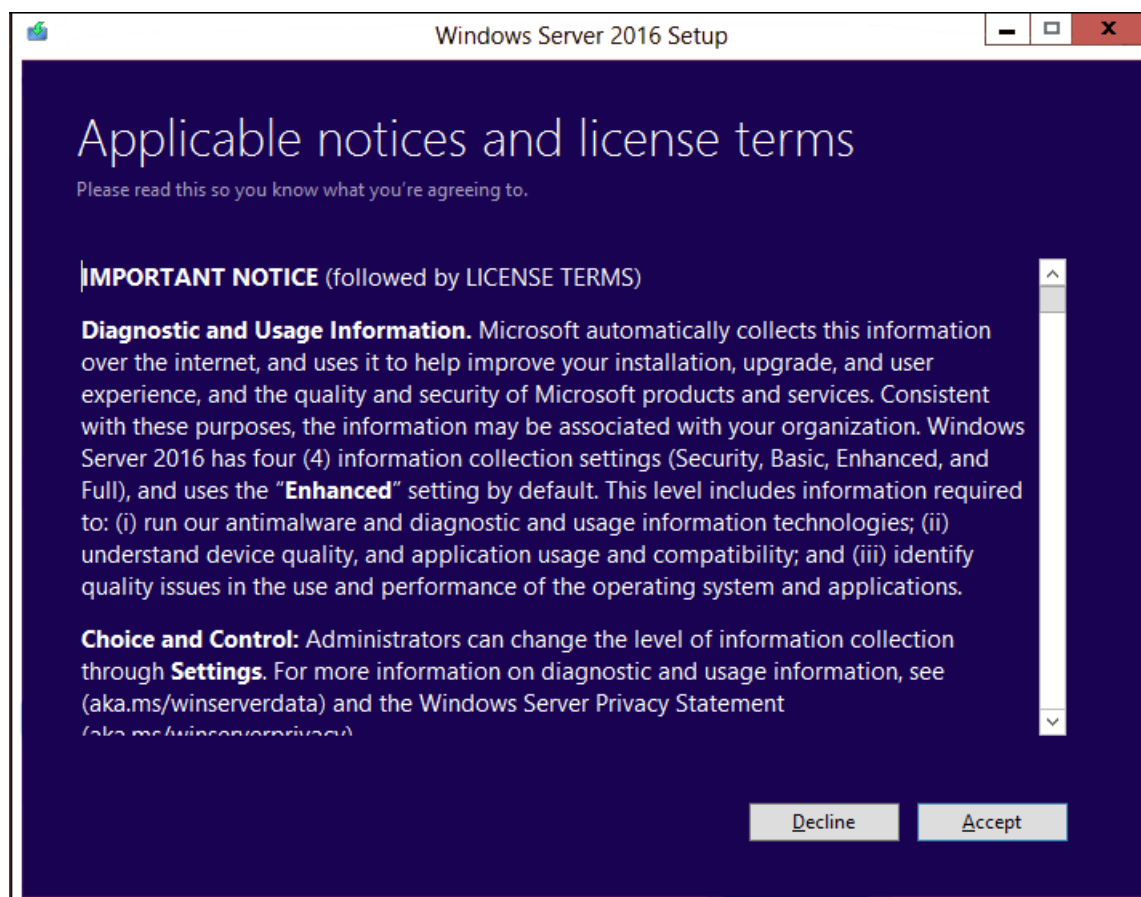 Windows Server 2016 Setup
Applicable notices and license terms
Please read this so you know what you're agreeing to.
IMPORTANT NOTICE (followed by LICENSE TERMS)
Diagnostic and Usage Information. Microsoft automatically collects this information
over the internet, and uses it to help improve your installation, upgrade, and user
experience, and the quality and security of Microsoft products and services. Consistent
with these purposes, the information may be associated with your organization. Windows
Server 2016 has four (4) information collection settings (Security, Basic, Enhanced, and
Full), and uses the “Enhanced” setting by default. This level includes information required
to: (i) run our antimalware and diagnostic and usage information technologies; (ii)
understand device quality, and application usage and compatibility; and (iii) identify
quality issues in the use and performance of the operating system and applications.
Choice and Control: Administrators can change the level of information collection
through Settings. For more information on diagnostic and usage information, see
(aka.ms/winserverdata) and the Windows Server Privacy Statement
(aka.ms/winserverprivacy)
Decline
Accept